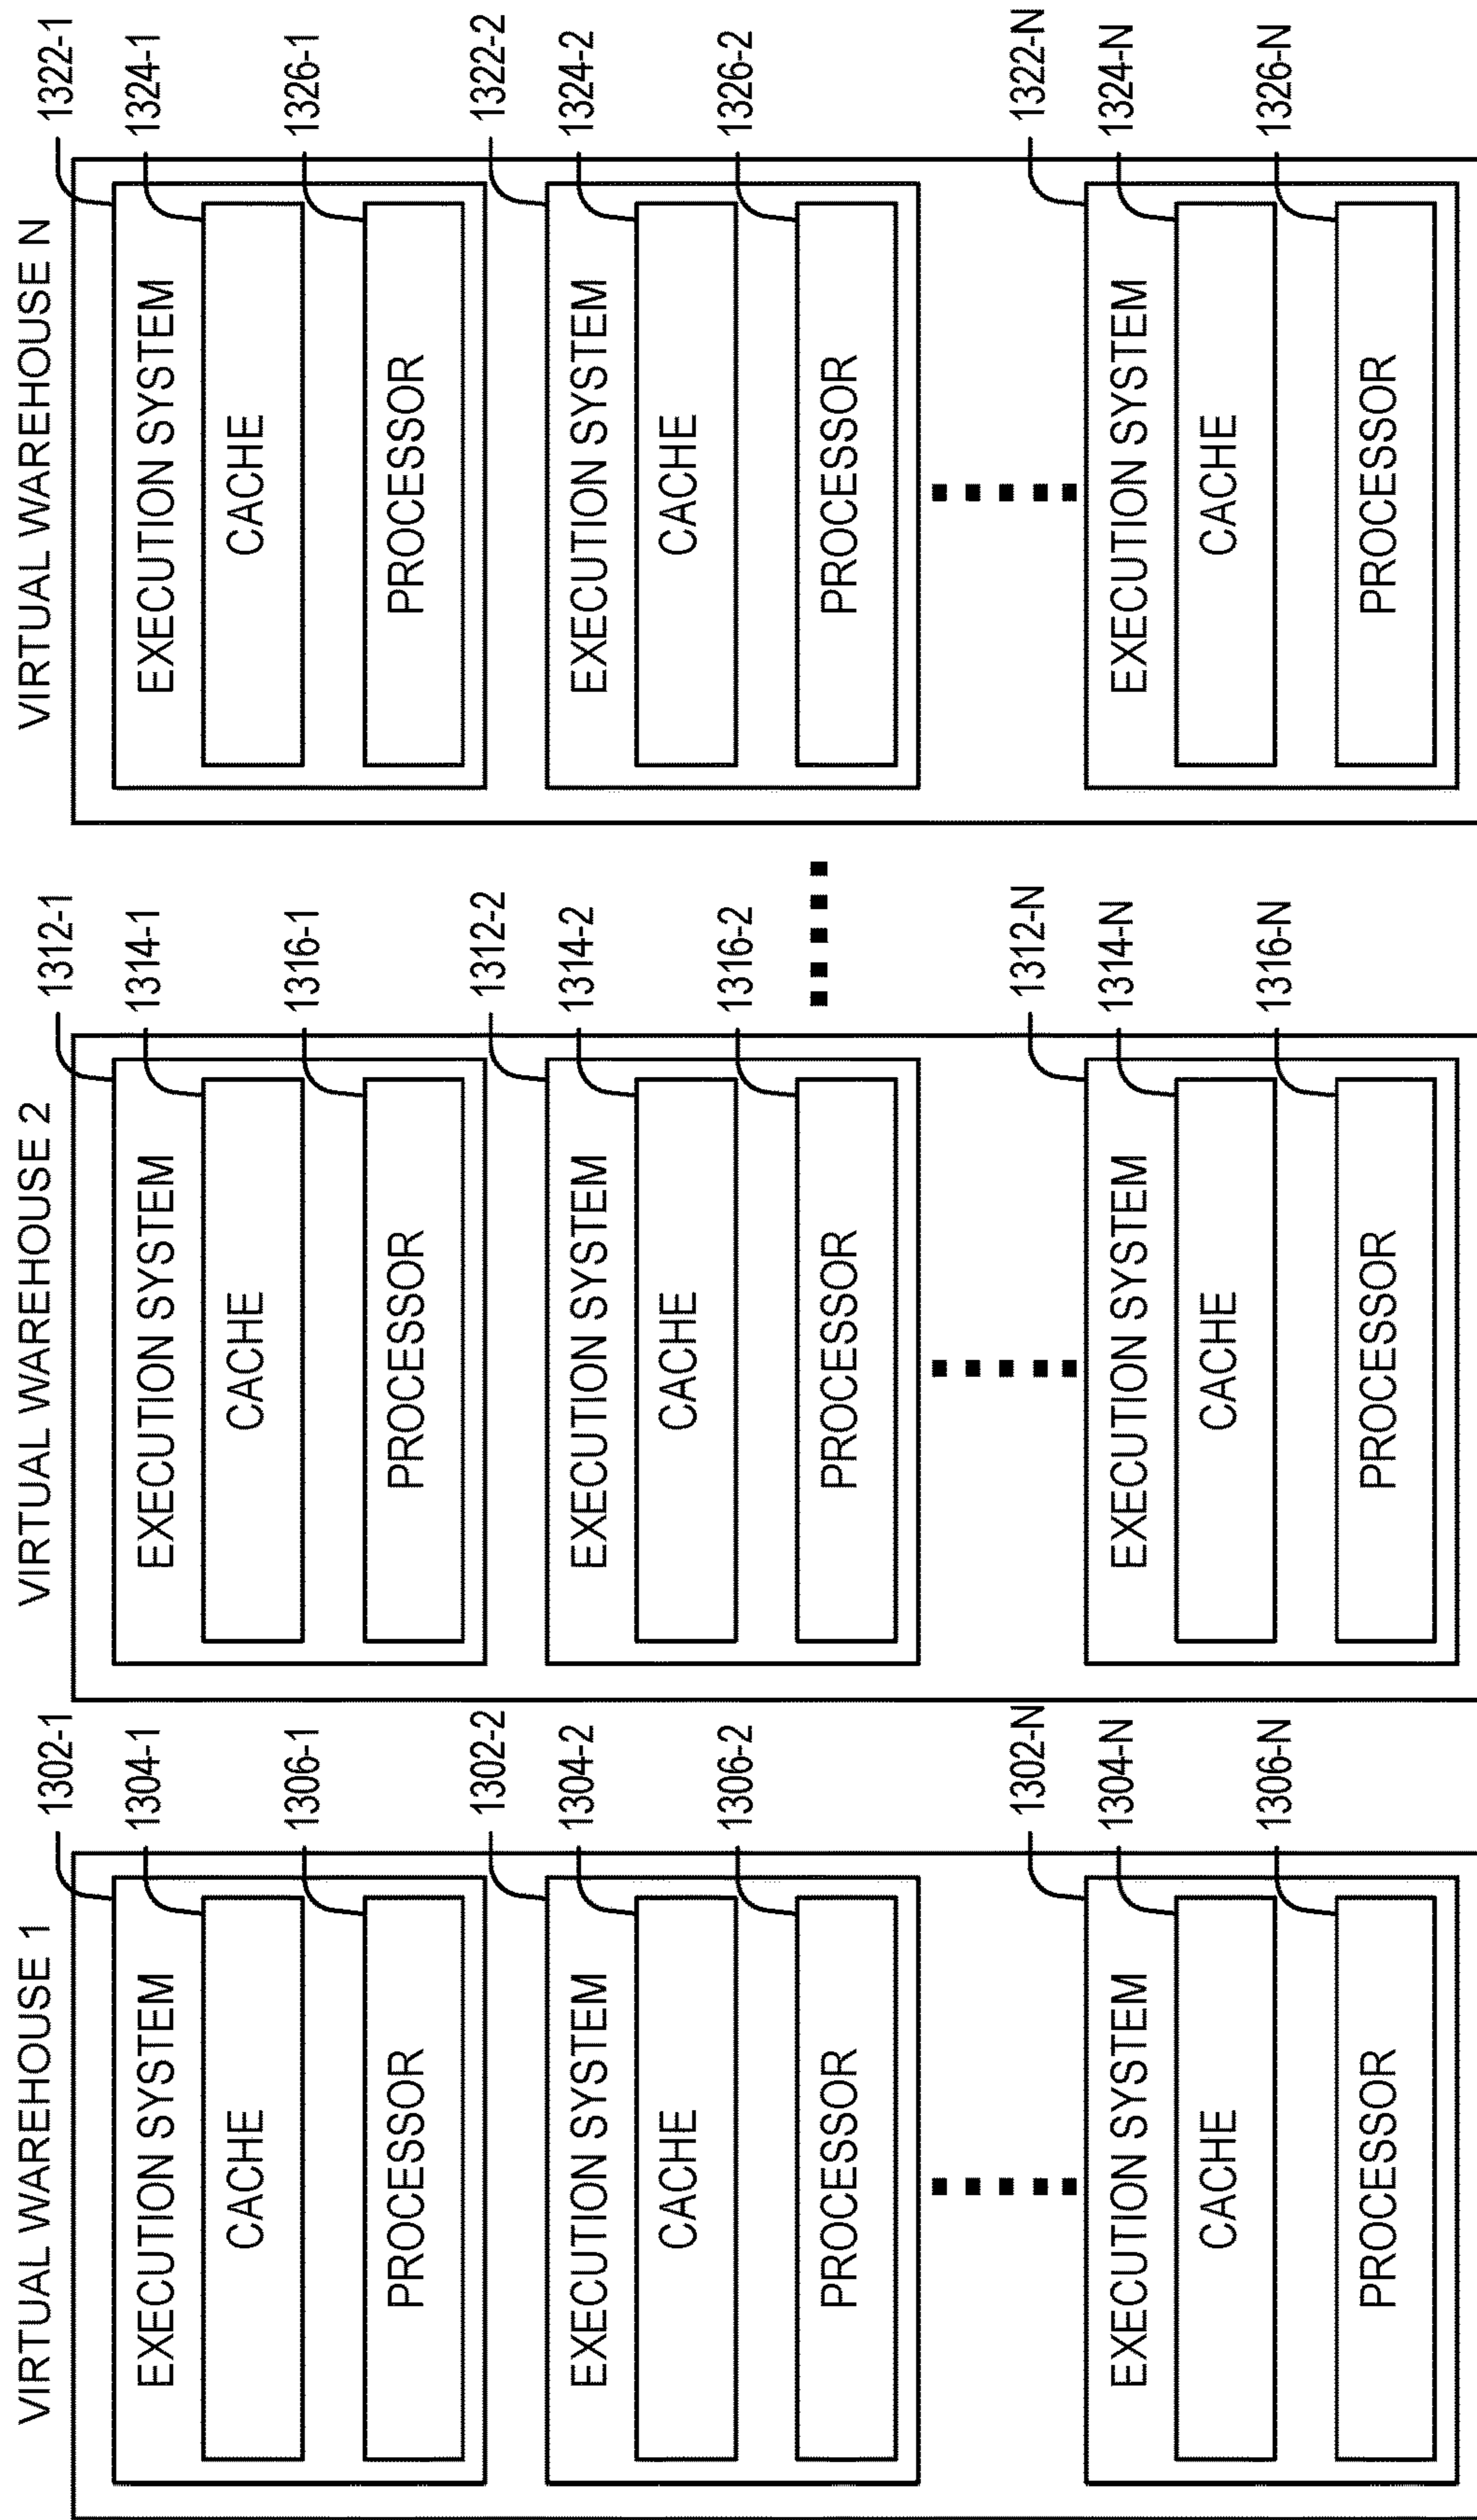 VIRTUAL WAREHOUSE 1
1302-1
EXECUTION SYSTEM
1304-1
CACHE
1306-1
PROCESSOR
1302-2
EXECUTION SYSTEM
1304-2
CACHE
1306-2
PROCESSOR
1302-N
EXECUTION SYSTEM
1304-N
CACHE
1306-N
PROCESSOR
VIRTUAL WAREHOUSE 2
1312-1
EXECUTION SYSTEM
1314-1
CACHE
1316-1
PROCESSOR
1312-2
EXECUTION SYSTEM
1314-2
CACHE
1316-2
PROCESSOR
1312-N
EXECUTION SYSTEM
1314-N
CACHE
1316-N
PROCESSOR
VIRTUAL WAREHOUSE N
1322-1
EXECUTION SYSTEM
1324-1
CACHE
1326-1
PROCESSOR
1322-2
EXECUTION SYSTEM
1324-2
CACHE
1326-2
PROCESSOR
1322-N
EXECUTION SYSTEM
1324-N
CACHE
1326-N
PROCESSOR